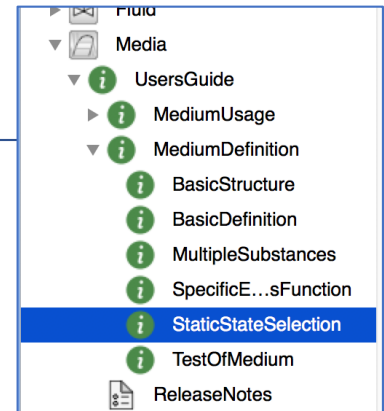 Fluid
Media
UsersGuide
MediumUsage
MediumDefinition
BasicStructure
BasicDefinition
MultipleSubstances
SpecificE…sFunction
StaticStateSelection
TestOfMedium
ReleaseNotes